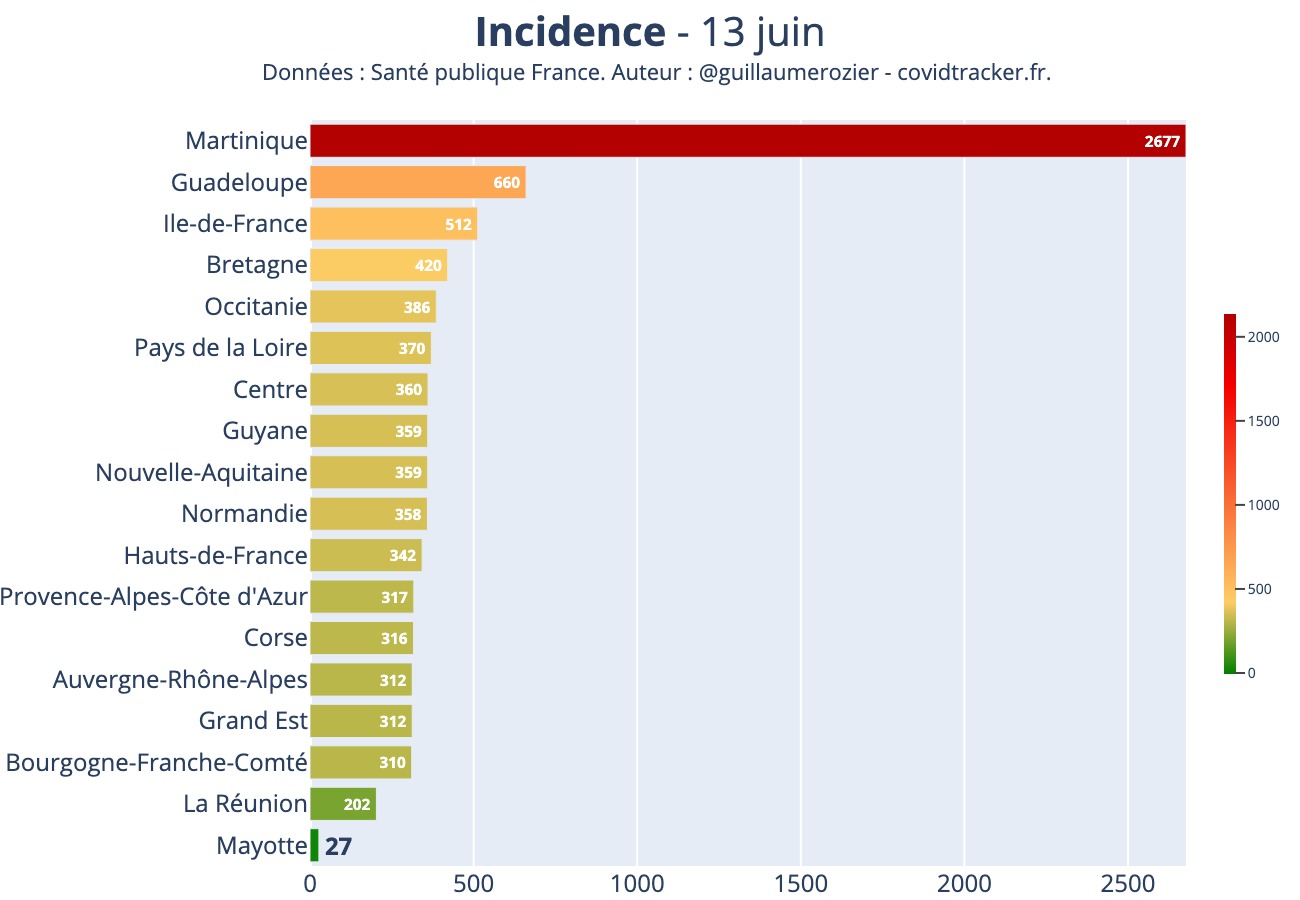 Incidence - 13 juin
Données : Santé publique France. Auteur : @guillaumerozier - covidtracker.fr.
Martinique 2677
Guadeloupe 660
Ile-de-France 512
Bretagne 420
Occitanie 386
Pays de la Loire 370
Centre 360
Guyane 359
Nouvelle-Aquitaine 359
Normandie 358
Hauts-de-France 342
Provence-Alpes-Côte d'Azur 317
Corse 316
Auvergne-Rhône-Alpes 312
Grand Est 312
Bourgogne-Franche-Comté 310
La Réunion 202
Mayotte 27
0 500 1000 1500 2000 2500
2000
1500
1000
500
0